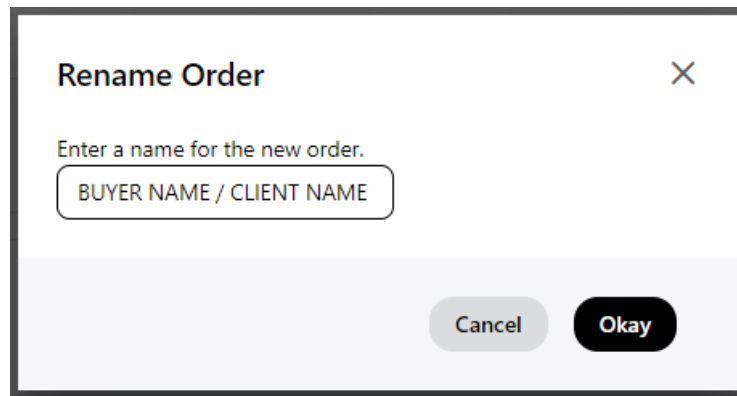 Rename Order
Enter a name for the new order.
BUYER NAME / CLIENT NAME
Cancel Okay